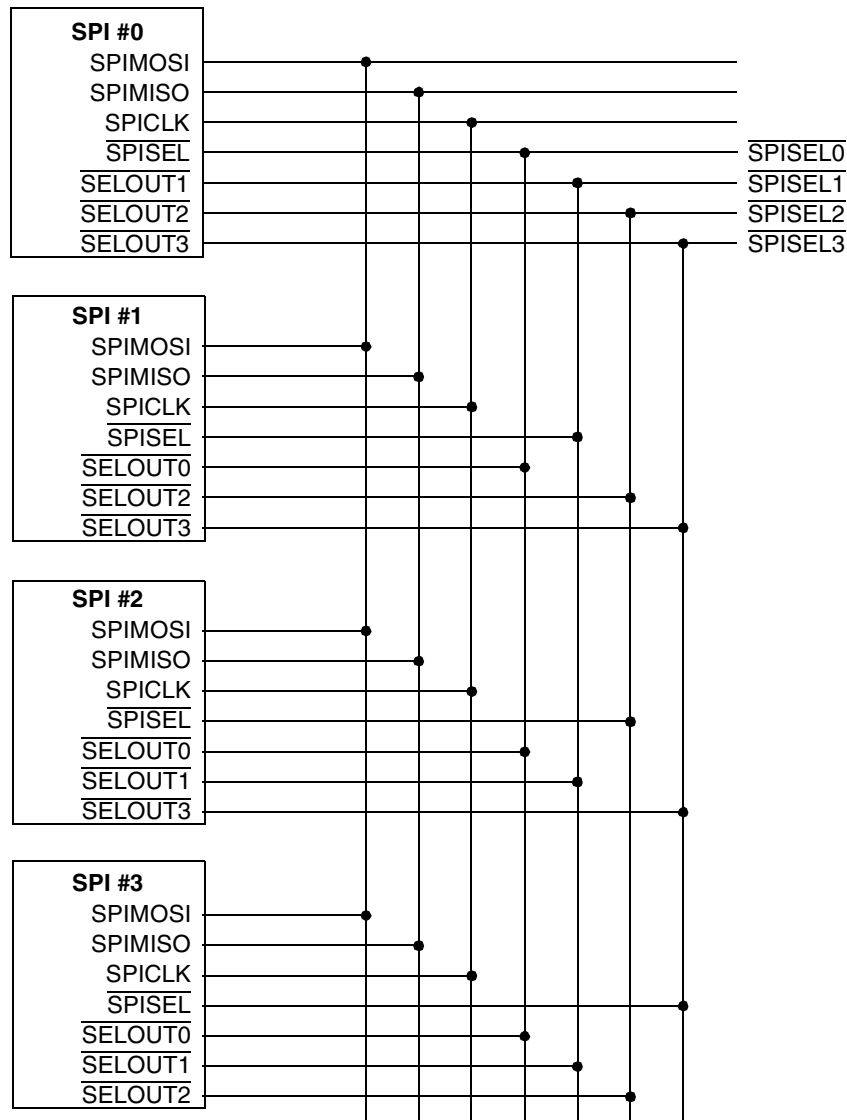 SPI #0
SPIMOSI
SPIMISO
SPICLK
SPISEL SPISEL0
SELOUT1 SPISEL1
SELOUT2 SPISEL2
SELOUT3 SPISEL3
SPI #1
SPIMOSI
SPIMISO
SPICLK
SPISEL
SELOUT0
SELOUT2
SELOUT3
SPI #2
SPIMOSI
SPIMISO
SPICLK
SPISEL
SELOUT0
SELOUT1
SELOUT3
SPI #3
SPIMOSI
SPIMISO
SPICLK
SPISEL
SELOUT0
SELOUT1
SELOUT2